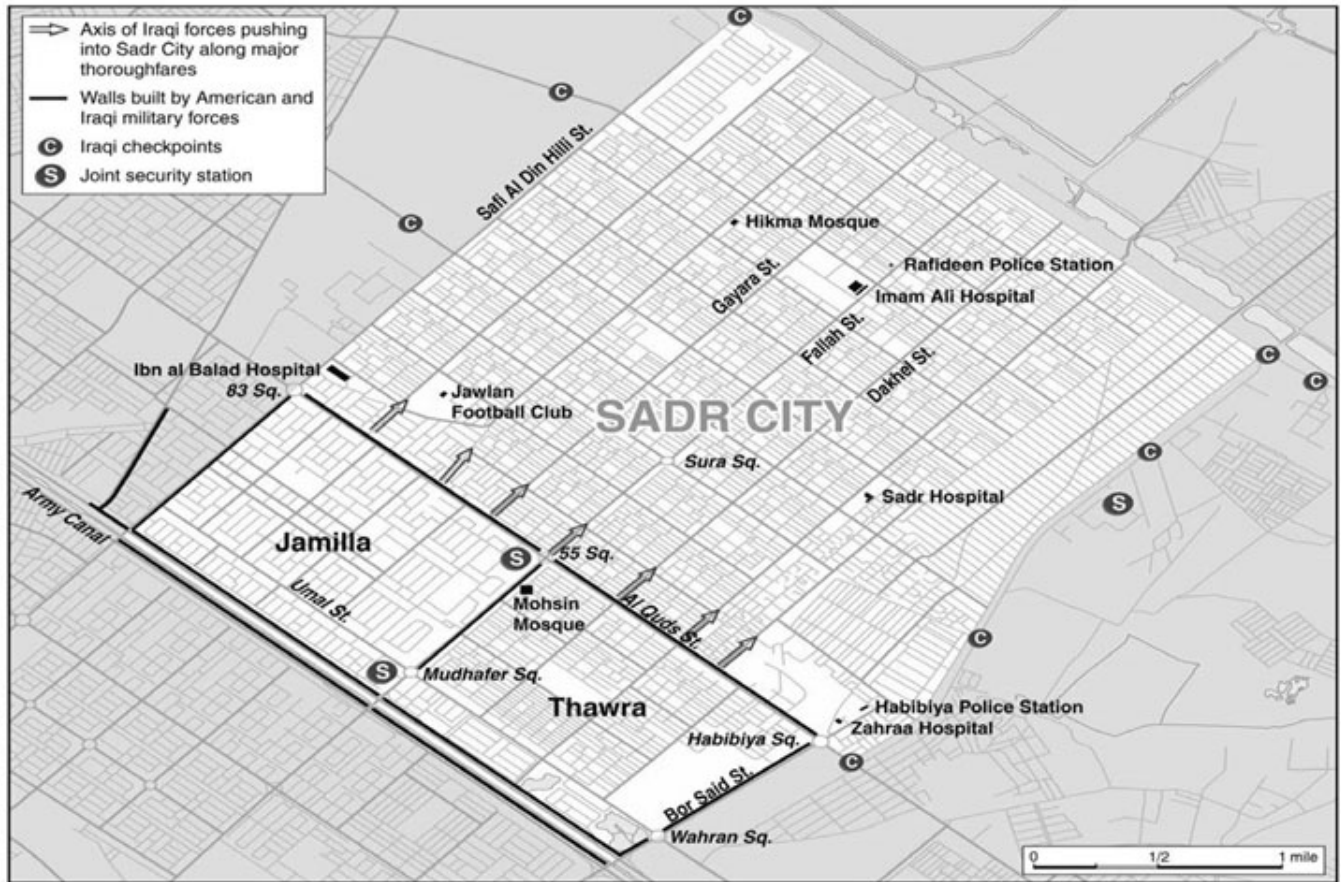 Axis of Iraqi forces pushing
into Sadr City along major
thoroughfares
Walls built by American and
Iraqi military forces
C Iraqi checkpoints
S Joint security station
C
C
C
Safi Al Din Hilli St.
Hikma Mosque
Rafideen Police Station
Gayara St.
Imam Ali Hospital
Fallah St.
Dakhel St.
C
C
Ibn al Balad Hospital
83 Sq.
Jawlan
Football Club
SADR CITY
Sura Sq.
C
Sadr Hospital
S
Army Canal
Jamilla
S
55 Sq.
Umal St.
Mohsin
Mosque
Al Quds St.
C
S
Mudhafer Sq.
Thawra
Habibiya Police Station
Zahraa Hospital
Habibiya Sq.
C
Bor Said St.
Wahran Sq.
0 1/2 1 mile